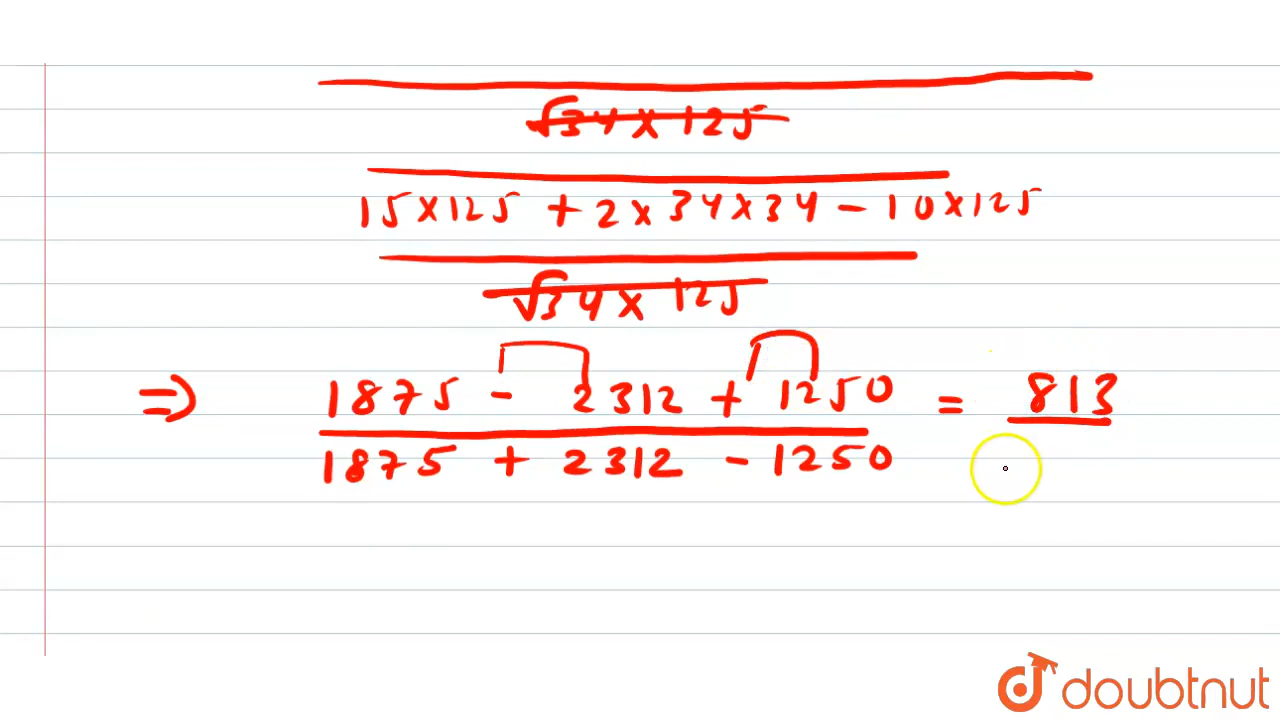 √34 x 125
15 x 125 + 2 x 34 x 34 - 10 x 125
√34 x 125
⇒ 1875 - 2312 + 1250 = 813
1875 + 2312 - 1250
doubtnut